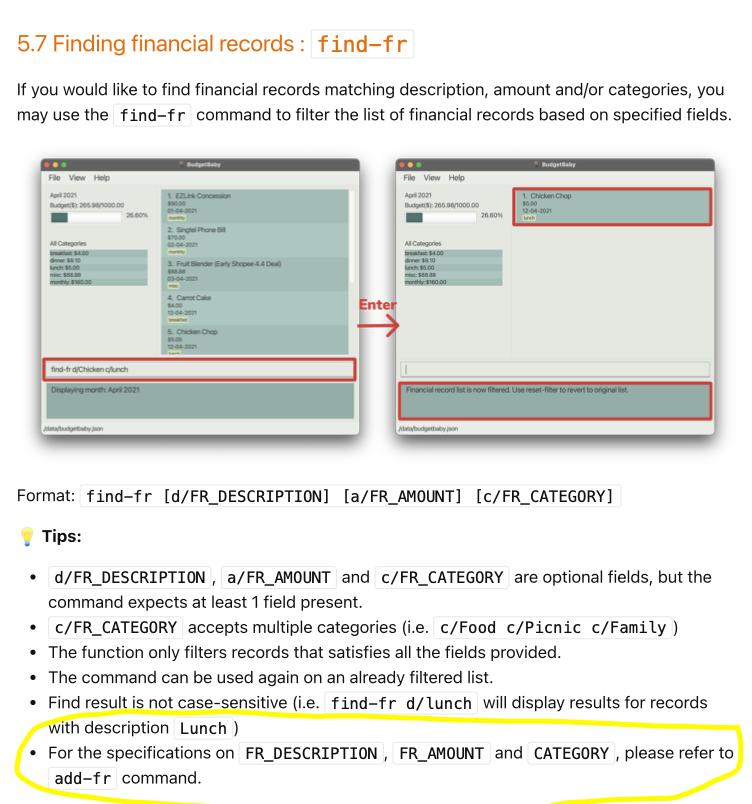 5.7 Finding financial records : find-fr
If you would like to find financial records matching description, amount and/or categories, you
may use the find-fr command to filter the list of financial records based on specified fields.
BudgetBaby
File View Help
April 2021
Budget($): 265.98/1000.00
26.60%
All Categories
breakfast: $4.00
dinner: $8.10
lunch: $5.00
misc: $88.88
monthly: $160.00
1. EZLink Concession
$90.00
01-04-2021
monthly
2. Singtel Phone Bill
$70.00
02-04-2021
monthly
3. Fruit Blender (Early Shopee 4.4 Deal)
$88.88
03-04-2021
misc
4. Carrot Cake
$4.00
12-04-2021
breakfast
5. Chicken Chop
$5.00
12-04-2021
lunch
find-fr d/Chicken c/lunch
Displaying month: April 2021
/data/budgetbaby.json
Enter
BudgetBaby
File View Help
April 2021
Budget($): 265.98/1000.00
26.60%
All Categories
breakfast: $4.00
dinner: $8.10
lunch: $5.00
misc: $88.88
monthly: $160.00
1. Chicken Chop
$5.00
12-04-2021
lunch
Financial record list is now filtered. Use reset-filter to revert to original list.
/data/budgetbaby.json
Format: find-fr [d/FR_DESCRIPTION] [a/FR_AMOUNT] [c/FR_CATEGORY]
💡 Tips:
• d/FR_DESCRIPTION , a/FR_AMOUNT and c/FR_CATEGORY are optional fields, but the
command expects at least 1 field present.
• c/FR_CATEGORY accepts multiple categories (i.e. c/Food c/Picnic c/Family )
• The function only filters records that satisfies all the fields provided.
• The command can be used again on an already filtered list.
• Find result is not case-sensitive (i.e. find-fr d/lunch will display results for records
with description Lunch )
• For the specifications on FR_DESCRIPTION , FR_AMOUNT and CATEGORY , please refer to
add-fr command.